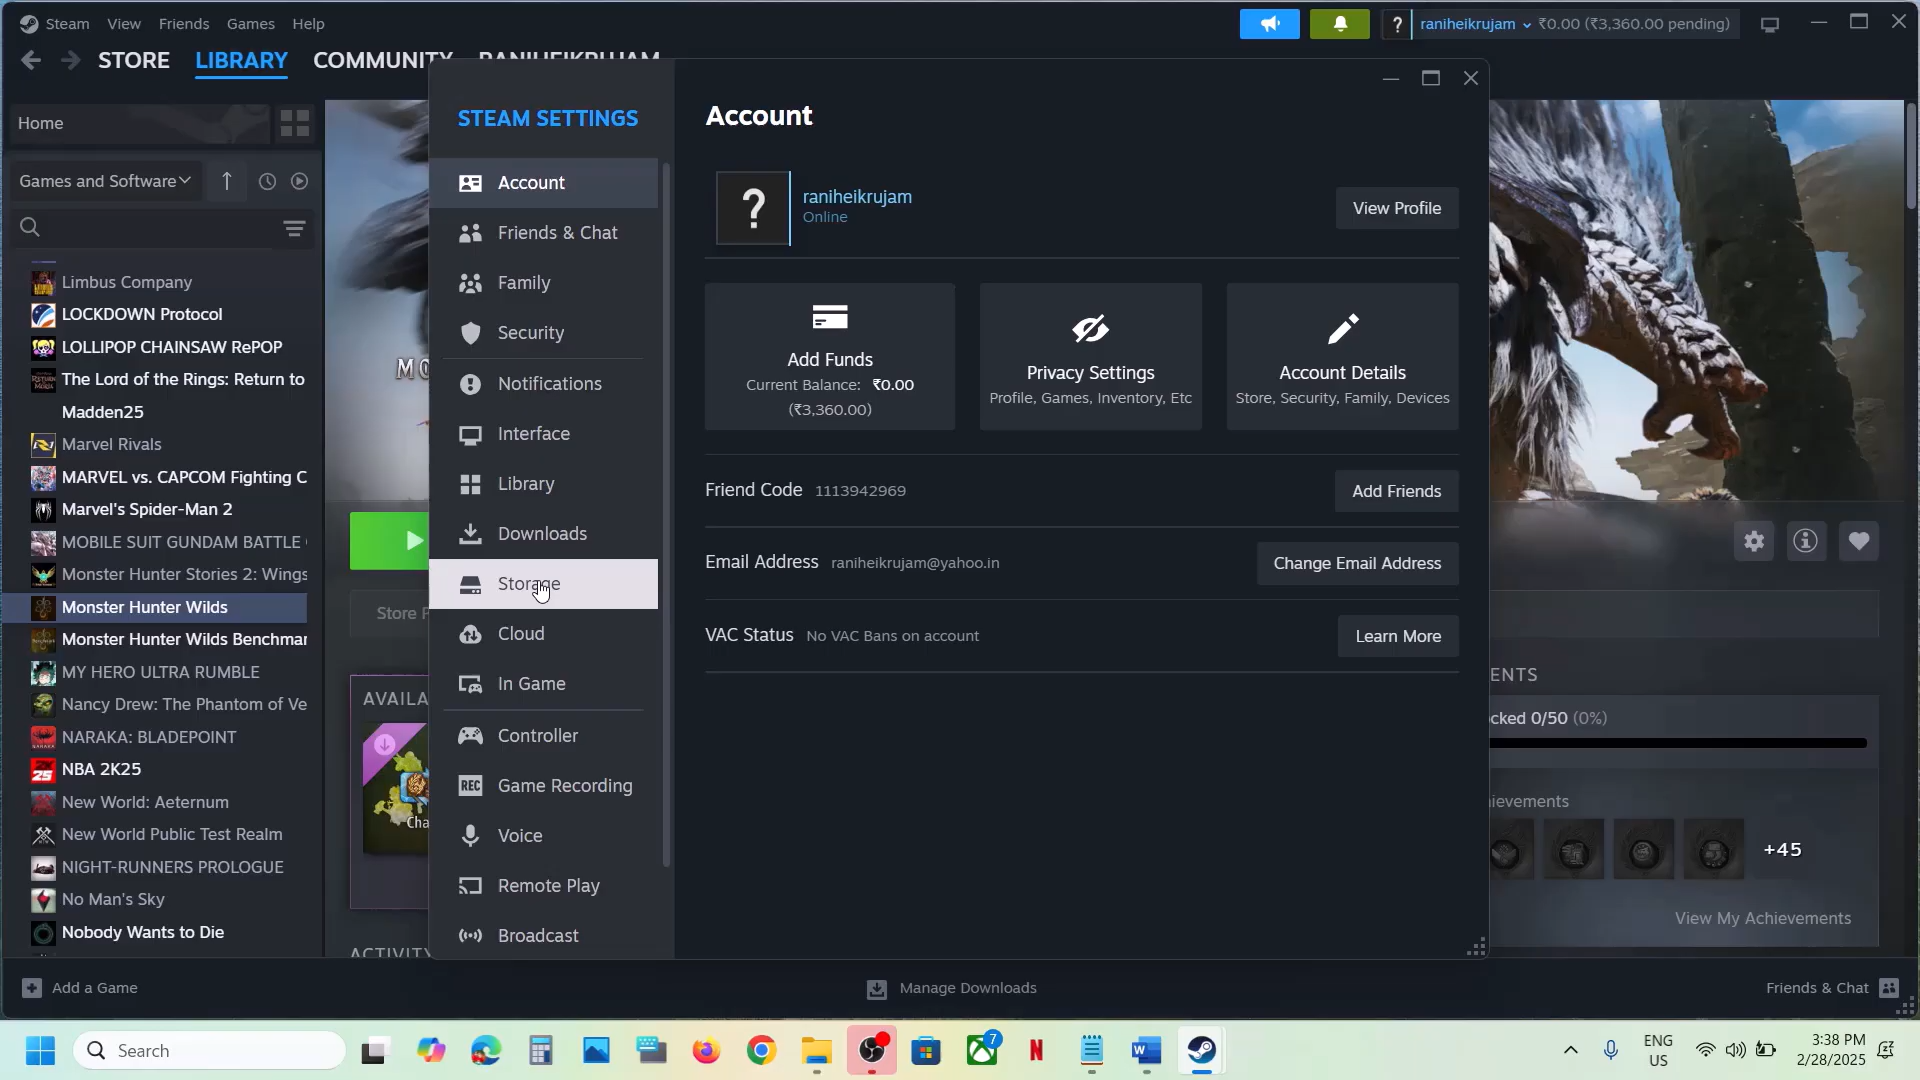 Steam View Friends Help
raniheikrujam ₹0.00 (₹3,360.00 pending)
STORE LIBRARY COMMUNITY RANIHEIKRUJAM
Home
Games and Software
Limbus Company
LOCKDOWN Protocol
LOLLIPOP CHAINSAW RePOP
The Lord of the Rings: Return to
Madden25
Marvel Rivals
MARVEL vs. CAPCOM Fighting C
Marvel's Spider-Man 2
MOBILE SUIT GUNDAM BATTLE
Monster Hunter Stories 2: Wings
Monster Hunter Wilds
Monster Hunter Wilds Benchmar
MY HERO ULTRA RUMBLE
Nancy Drew: The Phantom of Ve
NARAKA: BLADEPOINT
NBA 2K25
New World: Aeternum
New World Public Test Realm
NIGHT-RUNNERS PROLOGUE
No Man's Sky
Nobody Wants to Die
MO
Store P
AVAILA
Cha
ACTIVITY
STEAM SETTINGS
Account
Friends & Chat
Family
Security
Notifications
Interface
Library
Downloads
Storage
Cloud
In Game
Controller
REC Game Recording
Voice
Remote Play
Broadcast
Account
?
raniheikrujam
Online
View Profile
Add Funds
Current Balance: ₹0.00
(₹3,360.00)
Privacy Settings
Profile, Games, Inventory, Etc
Account Details
Store, Security, Family, Devices
Friend Code 1113942969
Add Friends
Email Address raniheikrujam@yahoo.in
Change Email Address
VAC Status No VAC Bans on account
Learn More
ENTS
cked 0/50 (0%)
hievements
+45
View My Achievements
Add a Game
Manage Downloads
Friends & Chat
Search
7
ENG
US
3:38 PM
2/28/2025